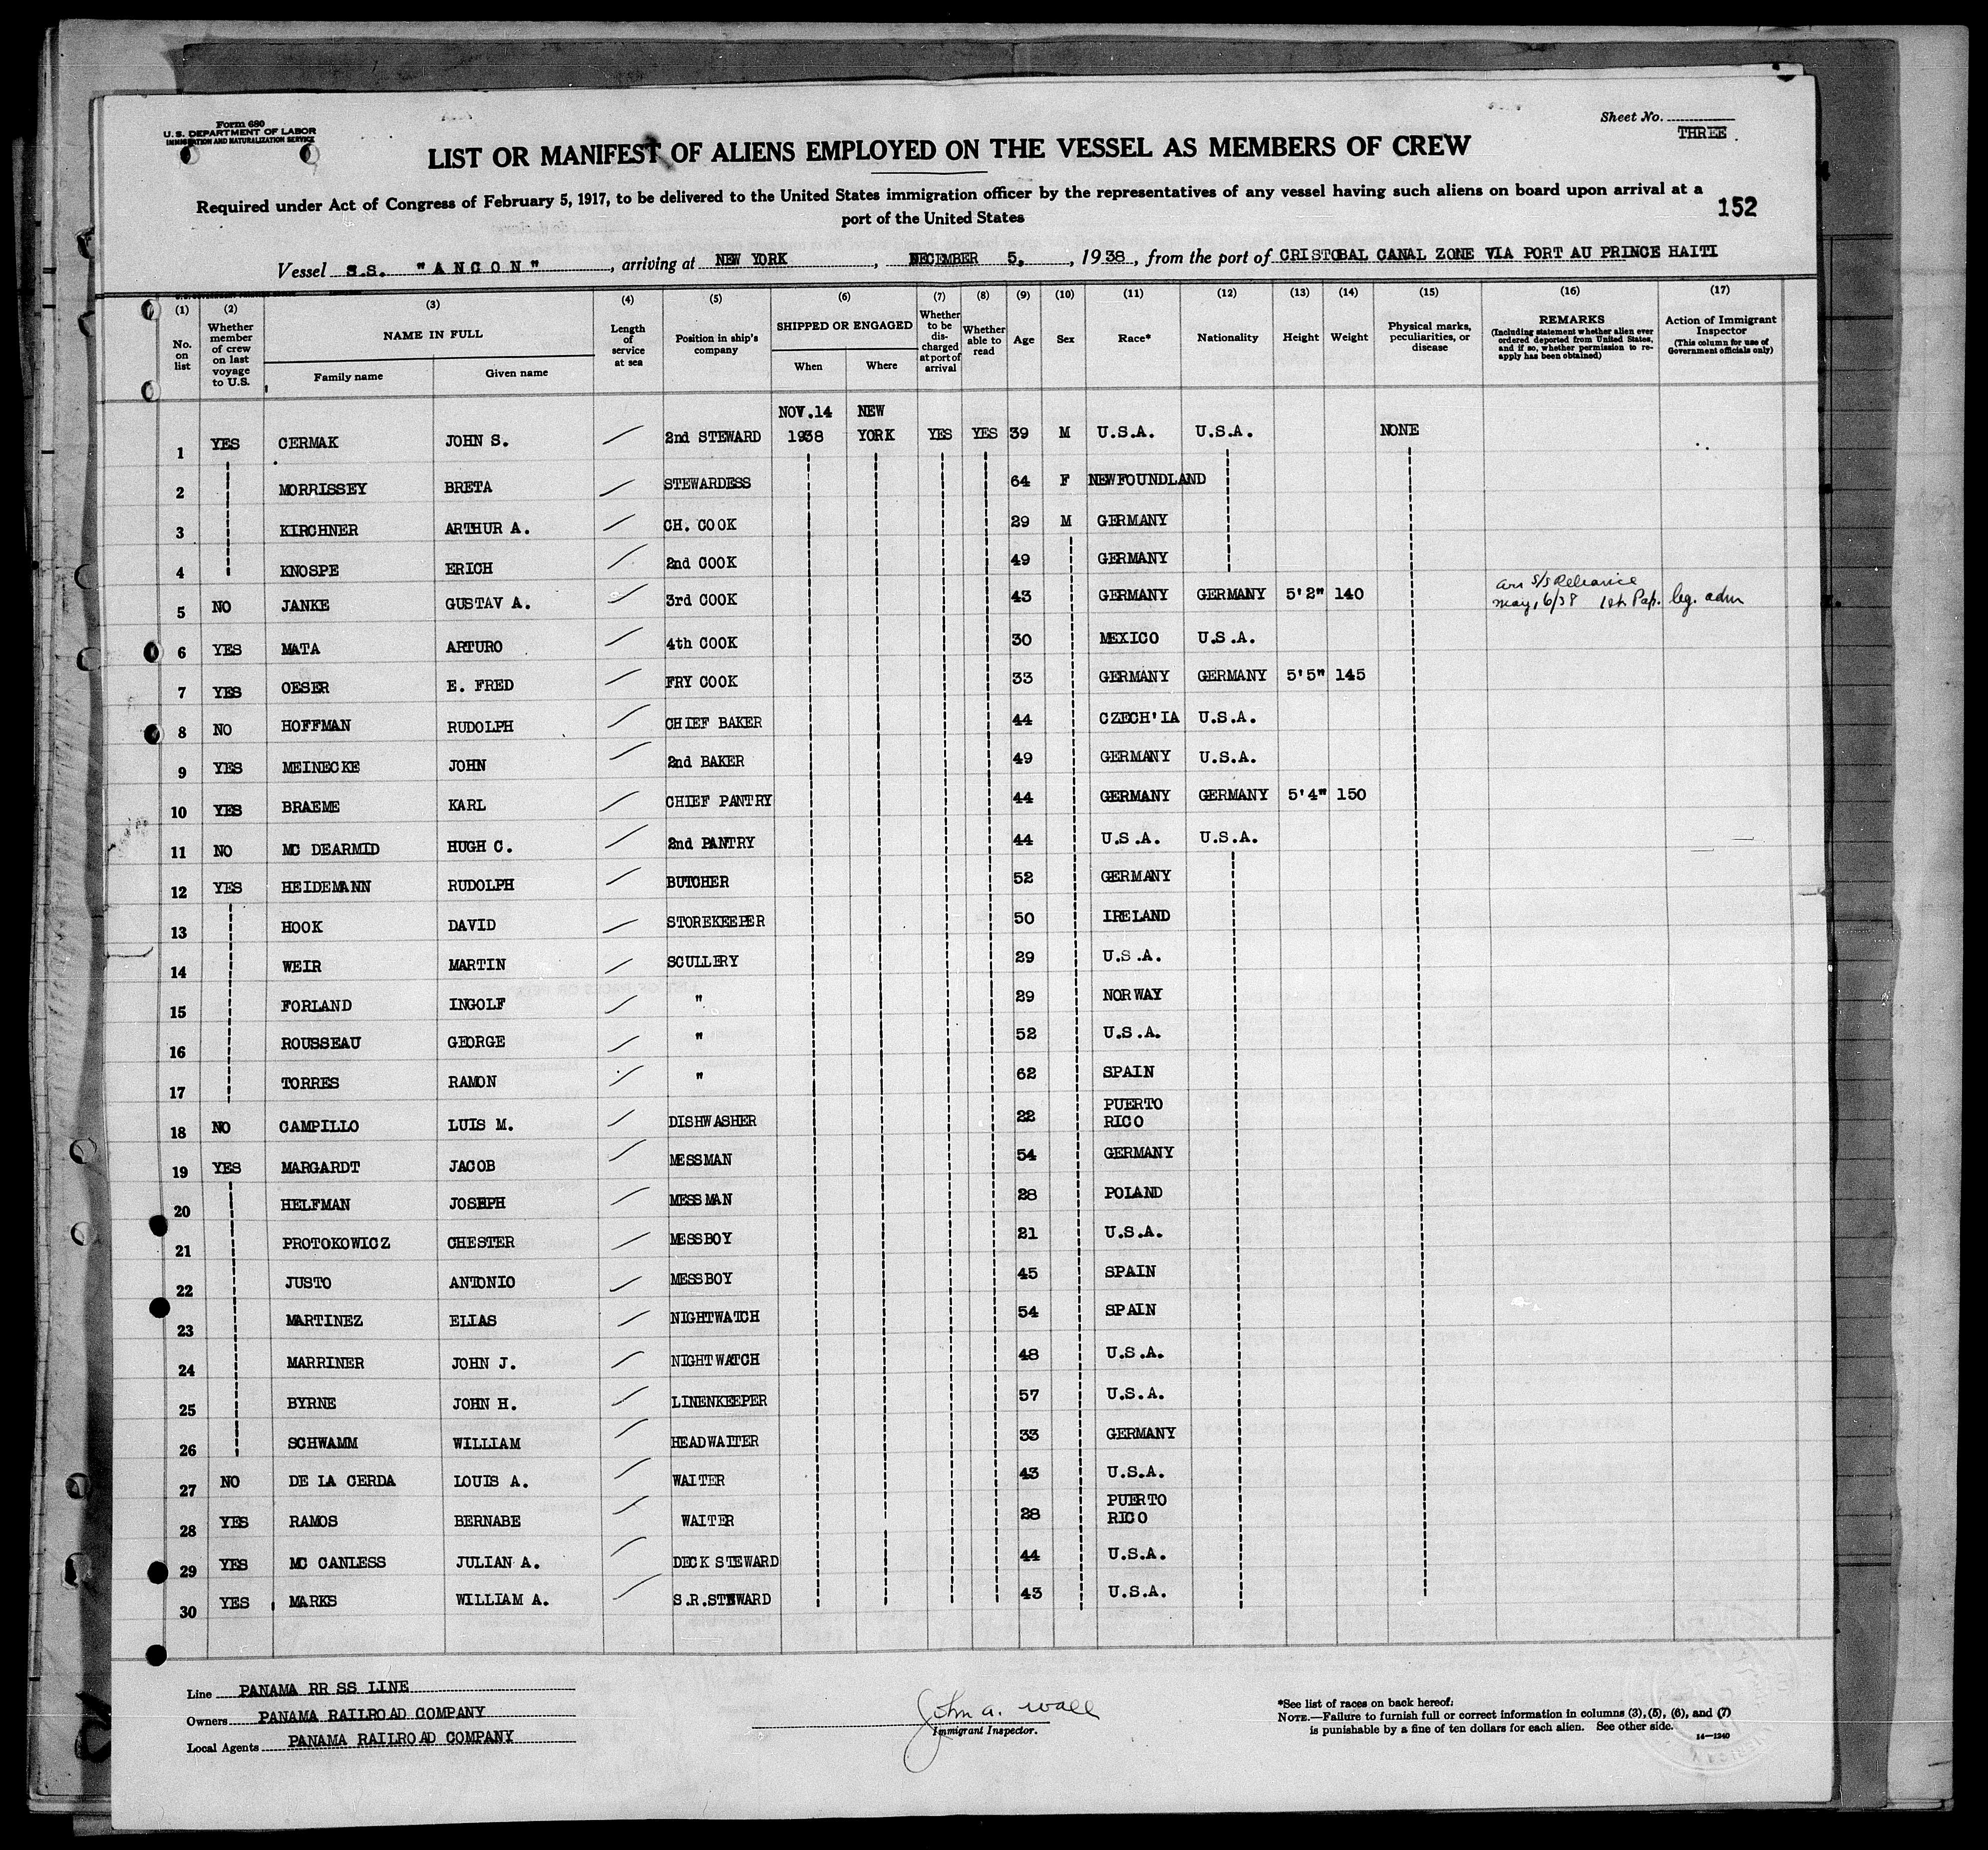 Form 680
U.S. DEPARTMENT OF LABOR
IMMIGRATION AND NATURALIZATION SERVICE
Sheet No.
THREE
LIST OR MANIFEST OF ALIENS EMPLOYED ON THE VESSEL AS MEMBERS OF CREW
Required under Act of Congress of February 5, 1917, to be delivered to the United States immigration officer by the representatives of any vessel having such aliens on board upon arrival at a
port of the United States
152
Vessel S.S. "ANCON", arriving at NEW YORK, DECEMBER 5, 1938, from the port of CRISTOBAL CANAL ZONE VIA PORT AU PRINCE HAITI
(1) No. on list (2) Whether member of crew on last voyage to U.S. (3) NAME IN FULL Family name Given name (4) Length of service at sea (5) Position in ship's company (6) SHIPPED OR ENGAGED When Where (7) Whether to be discharged at port of arrival (8) Whether able to read (9) Age (10) Sex (11) Race* (12) Nationality (13) Height (14) Weight (15) Physical marks, peculiarities, or disease (16) REMARKS (Including statement whether alien ever ordered deported from United States, and if so, whether permission to re-apply has been obtained) (17) Action of Immigrant Inspector (This column for use of Government officials only)
NOV.14 NEW
1 YES CERMAK JOHN S. 2nd STEWARD 1938 YORK YES YES 39 M U.S.A. U.S.A. NONE
2 MORRISSEY BRETA STEWARDESS 64 F NEWFOUNDLAND
3 KIRCHNER ARTHUR A. CH. COOK 29 M GERMANY
4 KNOSPE ERICH 2nd COOK 49 GERMANY
5 NO JANKE GUSTAV A. 3rd COOK 43 GERMANY GERMANY 5'2" 140 arr S/S Reliance May, 6/38 1st Pap. leg. adm
6 YES MATA ARTURO 4th COOK 30 MEXICO U.S.A.
7 YES OESER E. FRED FRY COOK 33 GERMANY GERMANY 5'5" 145
8 NO HOFFMAN RUDOLPH CHIEF BAKER 44 CZECH'IA U.S.A.
9 YES MEINECKE JOHN 2nd BAKER 49 GERMANY U.S.A.
10 YES BRAEME KARL CHIEF PANTRY 44 GERMANY GERMANY 5'4" 150
11 NO MC DEARMID HUGH C. 2nd PANTRY 44 U.S.A. U.S.A.
12 YES HEIDEMANN RUDOLPH BUTCHER 52 GERMANY
13 HOOK DAVID STOREKEEPER 50 IRELAND
14 WEIR MARTIN SCULLERY 29 U.S.A.
15 FORLAND INGOLF " 29 NORWAY
16 ROUSSEAU GEORGE " 52 U.S.A.
17 TORRES RAMON " 62 SPAIN
18 NO CAMPILLO LUIS M. DISHWASHER 22 PUERTO RICO
19 YES MARGARDT JACOB MESSMAN 54 GERMANY
20 HELFMAN JOSEPH MESSMAN 28 POLAND
21 PROTOKOWICZ CHESTER MESSBOY 21 U.S.A.
22 JUSTO ANTONIO MESSBOY 45 SPAIN
23 MARTINEZ ELIAS NIGHTWATCH 54 SPAIN
24 MARRINER JOHN J. NIGHTWATCH 48 U.S.A.
25 BYRNE JOHN H. LINENKEEPER 57 U.S.A.
26 SCHWAMM WILLIAM HEADWAITER 33 GERMANY
27 NO DE LA CERDA LOUIS A. WAITER 43 U.S.A.
28 YES RAMOS BERNABE WAITER 28 PUERTO RICO
29 YES MC CANLESS JULIAN A. DECK STEWARD 44 U.S.A.
30 YES MARKS WILLIAM A. S.R.STEWARD 43 U.S.A.
Line PANAMA RR SS LINE
Owners PANAMA RAILROAD COMPANY
Local Agents PANAMA RAILROAD COMPANY
John A. Wall
Immigrant Inspector.
*See list of races on back hereof.
NOTE.—Failure to furnish full or correct information in columns (3), (5), (6), and (7)
is punishable by a fine of ten dollars for each alien. See other side.
14—1240